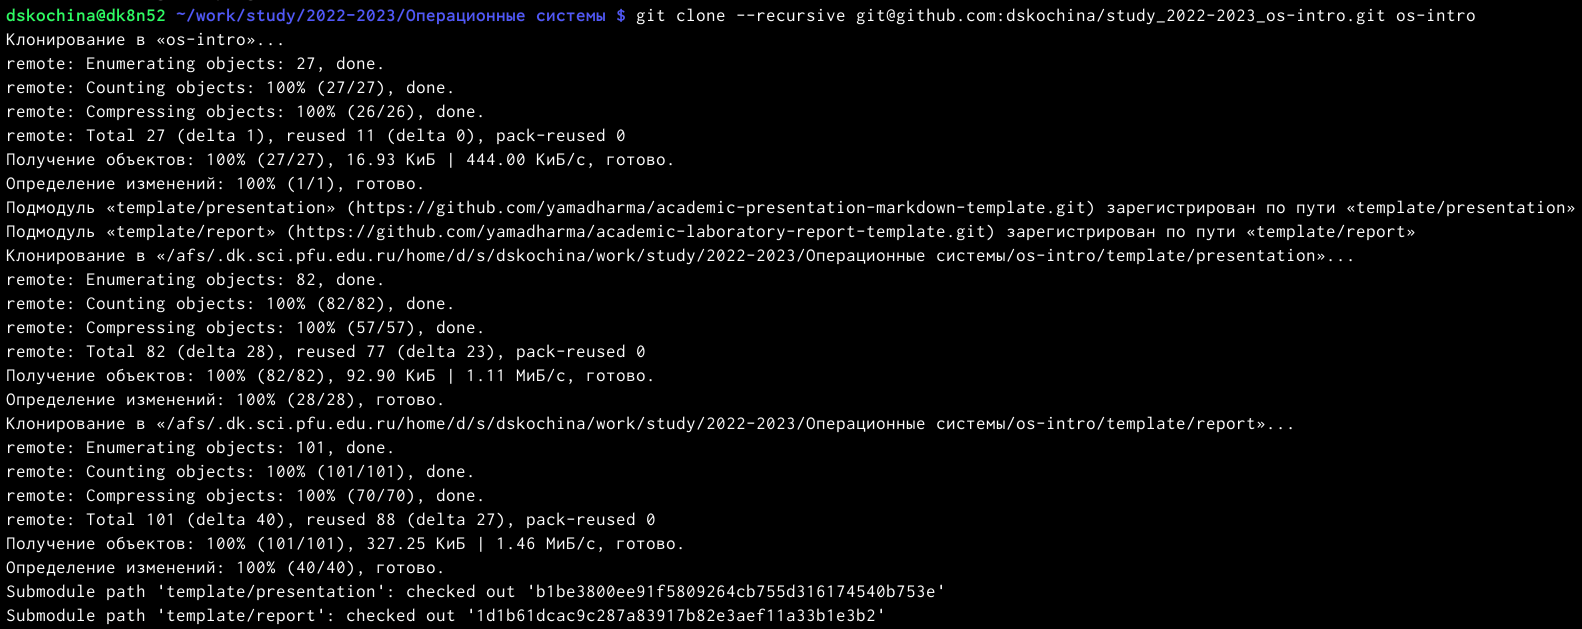 dskochina@dk8n52 ~/work/study/2022-2023/Операционные системы $ git clone --recursive git@github.com:dskochina/study_2022-2023_os-intro.git os-intro
Клонирование в «os-intro»...
remote: Enumerating objects: 27, done.
remote: Counting objects: 100% (27/27), done.
remote: Compressing objects: 100% (26/26), done.
remote: Total 27 (delta 1), reused 11 (delta 0), pack-reused 0
Получение объектов: 100% (27/27), 16.93 КиБ | 444.00 КиБ/с, готово.
Определение изменений: 100% (1/1), готово.
Подмодуль «template/presentation» (https://github.com/yamadharma/academic-presentation-markdown-template.git) зарегистрирован по пути «template/presentation»
Подмодуль «template/report» (https://github.com/yamadharma/academic-laboratory-report-template.git) зарегистрирован по пути «template/report»
Клонирование в «/afs/.dk.sci.pfu.edu.ru/home/d/s/dskochina/work/study/2022-2023/Операционные системы/os-intro/template/presentation»...
remote: Enumerating objects: 82, done.
remote: Counting objects: 100% (82/82), done.
remote: Compressing objects: 100% (57/57), done.
remote: Total 82 (delta 28), reused 77 (delta 23), pack-reused 0
Получение объектов: 100% (82/82), 92.90 КиБ | 1.11 МиБ/с, готово.
Определение изменений: 100% (28/28), готово.
Клонирование в «/afs/.dk.sci.pfu.edu.ru/home/d/s/dskochina/work/study/2022-2023/Операционные системы/os-intro/template/report»...
remote: Enumerating objects: 101, done.
remote: Counting objects: 100% (101/101), done.
remote: Compressing objects: 100% (70/70), done.
remote: Total 101 (delta 40), reused 88 (delta 27), pack-reused 0
Получение объектов: 100% (101/101), 327.25 КиБ | 1.46 МиБ/с, готово.
Определение изменений: 100% (40/40), готово.
Submodule path 'template/presentation': checked out 'b1be3800ee91f5809264cb755d316174540b753e'
Submodule path 'template/report': checked out '1d1b61dcac9c287a83917b82e3aef11a33b1e3b2'